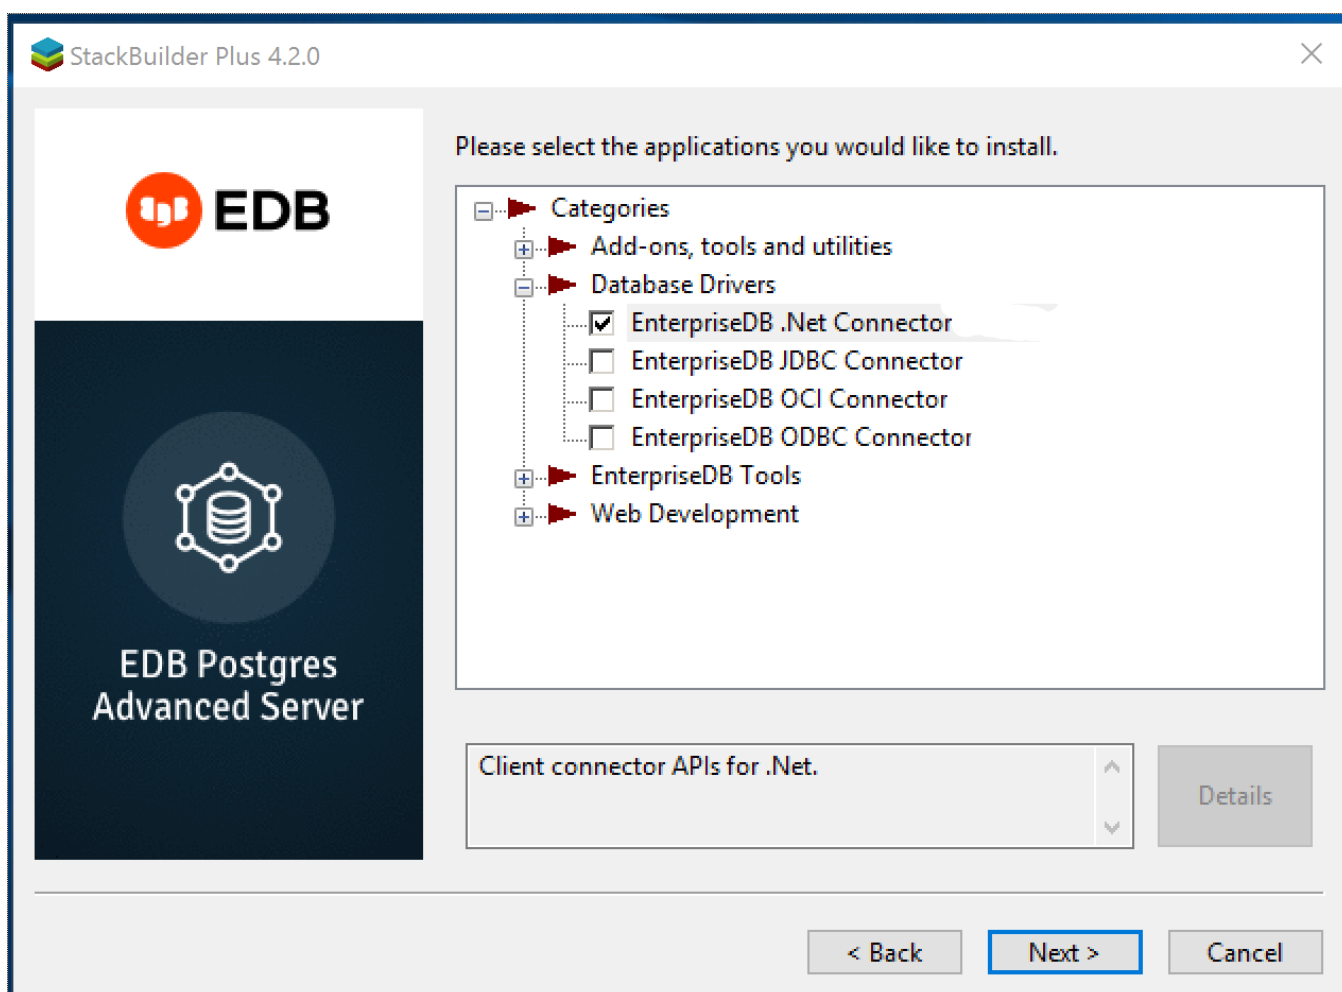 StackBuilder Plus 4.2.0
EDB
EDB Postgres
Advanced Server
Please select the applications you would like to install.
Categories
Add-ons, tools and utilities
Database Drivers
EnterpriseDB .Net Connector
EnterpriseDB JDBC Connector
EnterpriseDB OCI Connector
EnterpriseDB ODBC Connector
EnterpriseDB Tools
Web Development
Client connector APIs for .Net.
Details
< Back
Next >
Cancel